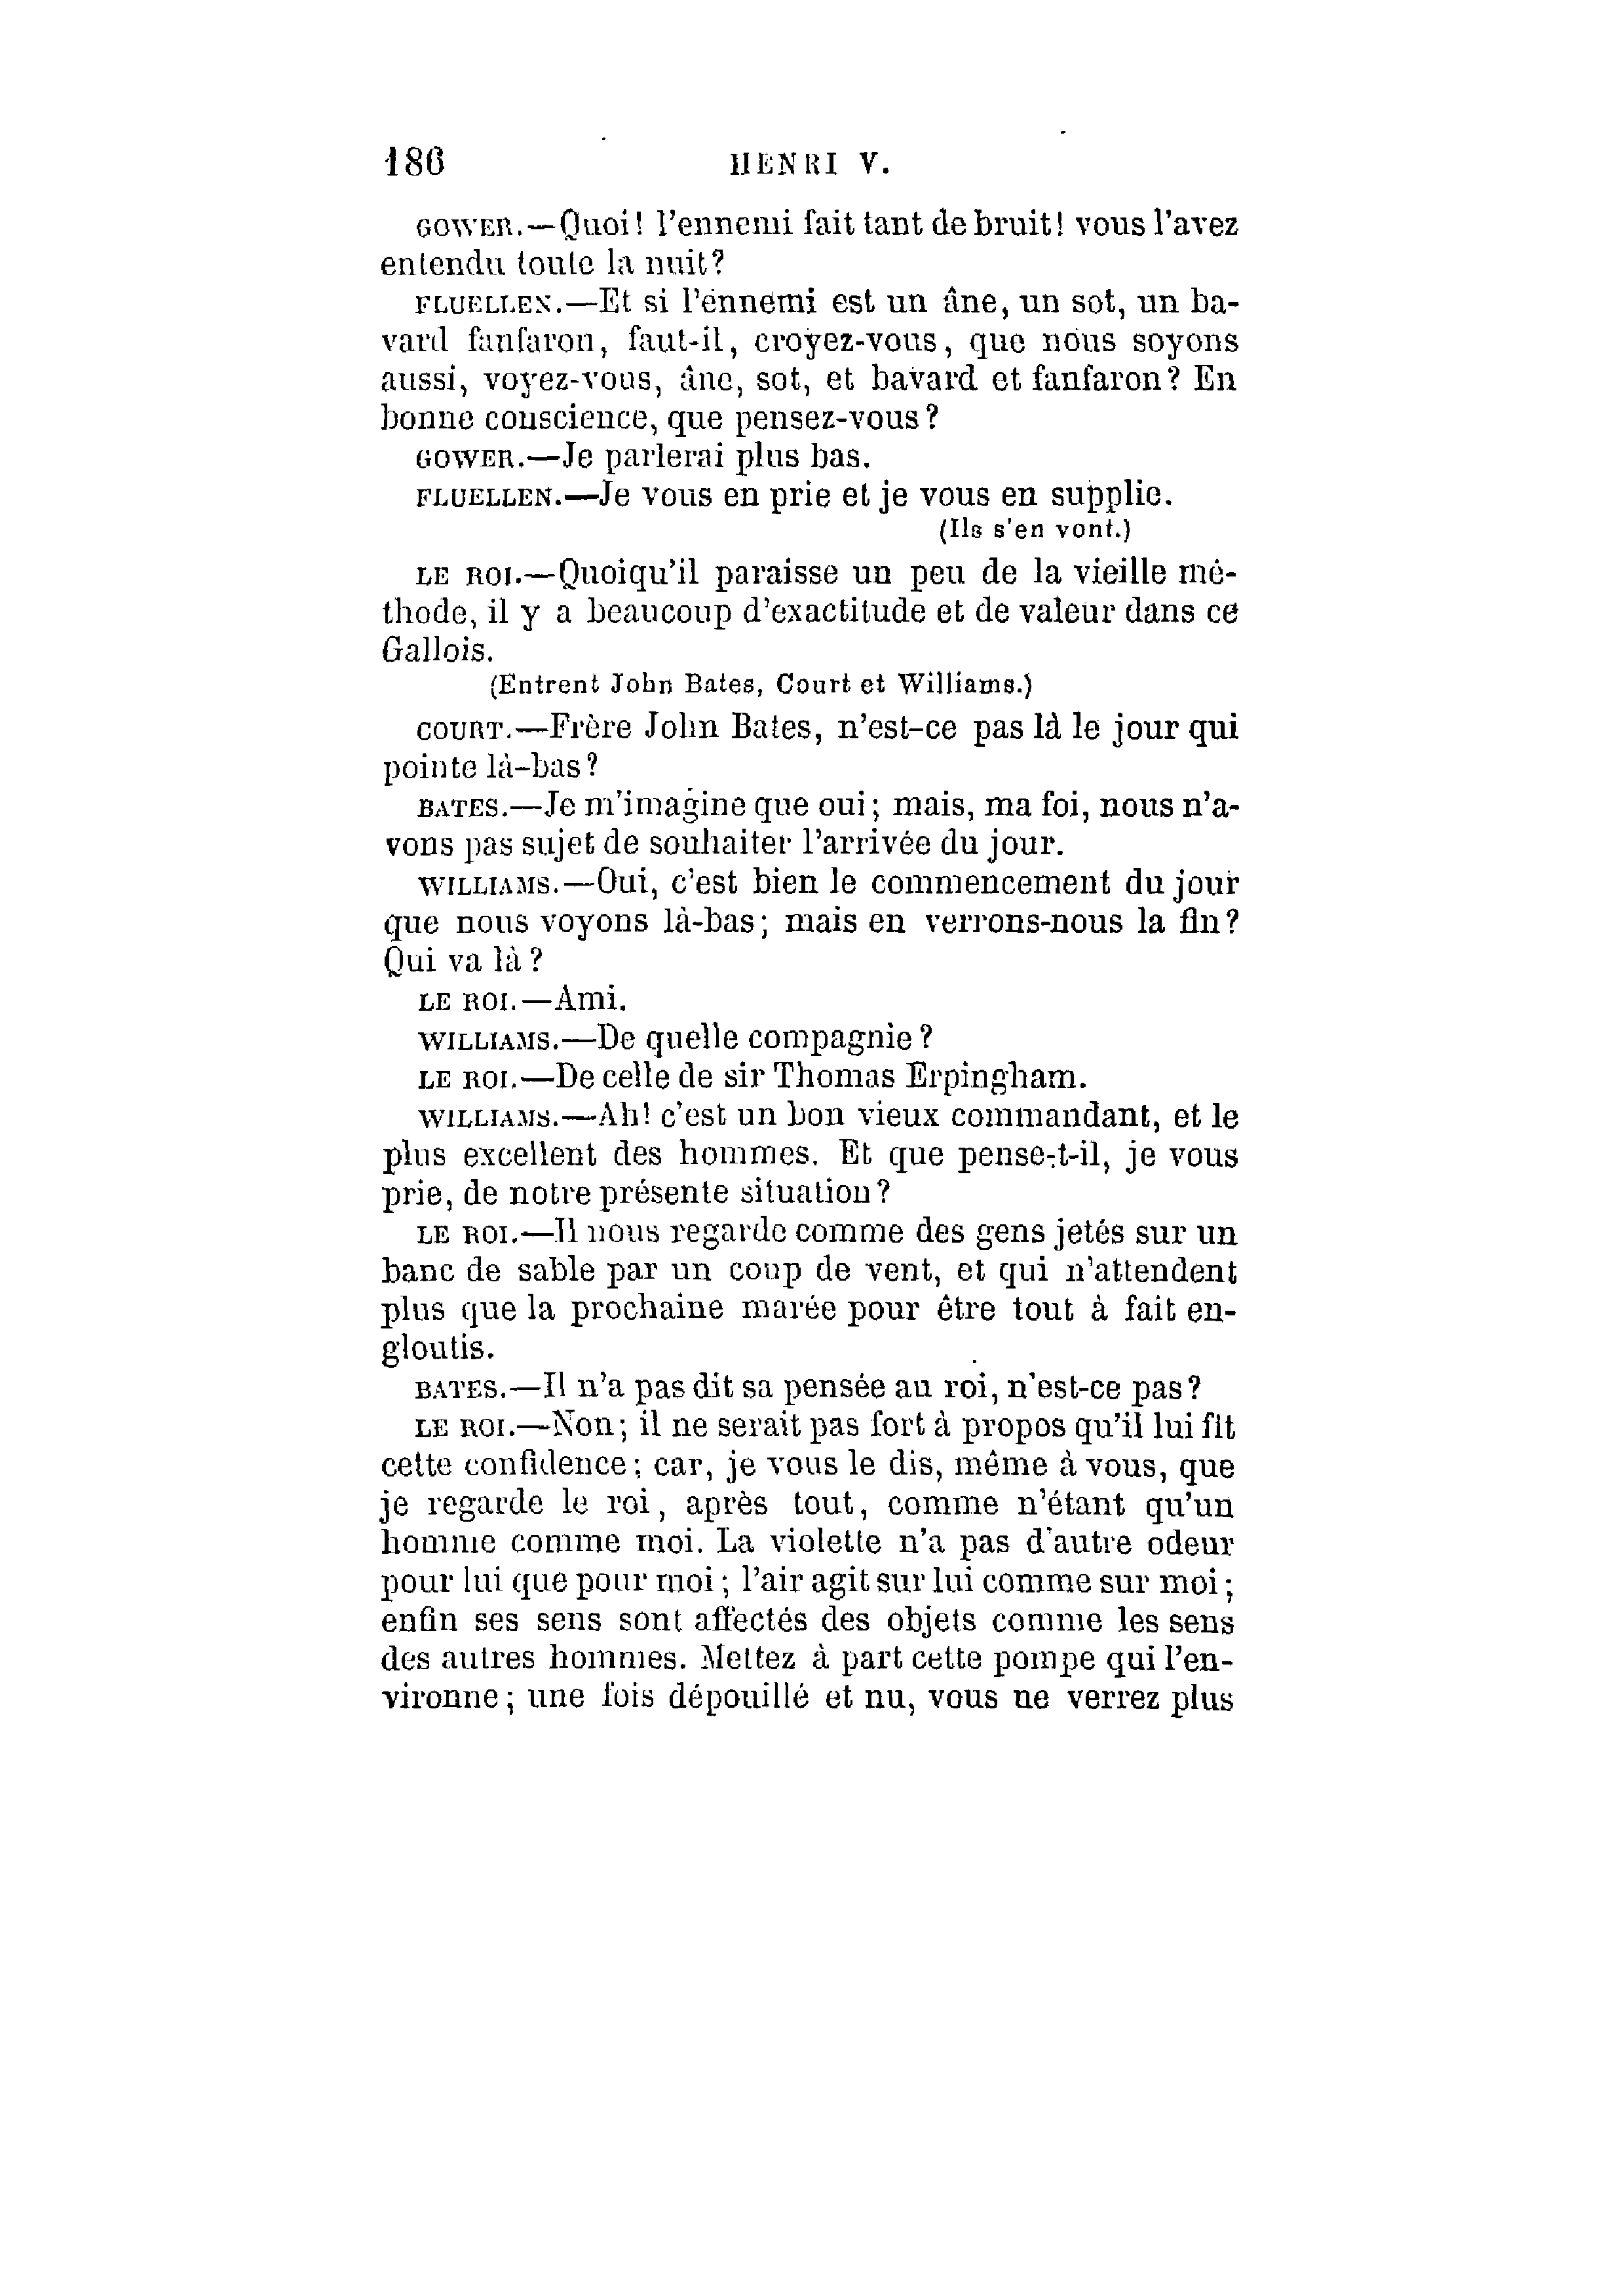 186 HENRI V.
GOWER.—Quoi! l'ennemi fait tant de bruit! vous l'avez
entendu toute la nuit?
FLUELLEN.—Et si l'ennemi est un âne, un sot, un ba-
vard fanfaron, faut-il, croyez-vous, que nous soyons
aussi, voyez-vous, âne, sot, et bavard et fanfaron? En
bonne conscience, que pensez-vous?
GOWER.—Je parlerai plus bas.
FLUELLEN.—Je vous en prie et je vous en supplie.
(Ils s'en vont.)
LE ROI.—Quoiqu'il paraisse un peu de la vieille mé-
thode, il y a beaucoup d'exactitude et de valeur dans ce
Gallois.
(Entrent John Bates, Court et Williams.)
COURT.—Frère John Bates, n'est-ce pas là le jour qui
pointe là-bas?
BATES.—Je m'imagine que oui; mais, ma foi, nous n'a-
vons pas sujet de souhaiter l'arrivée du jour.
WILLIAMS.—Oui, c'est bien le commencement du jour
que nous voyons là-bas; mais en verrons-nous la fin?
Qui va là?
LE ROI.—Ami.
WILLIAMS.—De quelle compagnie?
LE ROI.—De celle de sir Thomas Erpingham.
WILLIAMS.—Ah! c'est un bon vieux commandant, et le
plus excellent des hommes. Et que pense-t-il, je vous
prie, de notre présente situation?
LE ROI.—Il nous regarde comme des gens jetés sur un
banc de sable par un coup de vent, et qui n'attendent
plus que la prochaine marée pour être tout à fait en-
gloutis.
BATES.—Il n'a pas dit sa pensée au roi, n'est-ce pas?
LE ROI.—Non; il ne serait pas fort à propos qu'il lui fît
cette confidence; car, je vous le dis, même à vous, que
je regarde le roi, après tout, comme n'étant qu'un
homme comme moi. La violette n'a pas d'autre odeur
pour lui que pour moi; l'air agit sur lui comme sur moi;
enfin ses sens sont affectés des objets comme les sens
des autres hommes. Mettez à part cette pompe qui l'en-
vironne; une fois dépouillé et nu, vous ne verrez plus